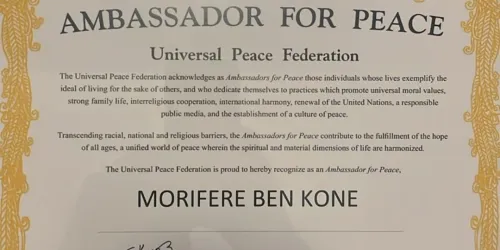 AMBASSADOR FOR PEACE
Universal Peace Federation
The Universal Peace Federation acknowledges as Ambassadors for Peace those individuals whose lives exemplify the
ideal of living for the sake of others, and who dedicate themselves to practices which promote universal moral values,
strong family life, interreligious cooperation, international harmony, renewal of the United Nations, a responsible
public media, and the establishment of a culture of peace.
Transcending racial, national and religious barriers, the Ambassadors for Peace contribute to the fulfillment of the hope
of all ages, a unified world of peace wherein the spiritual and material dimensions of life are harmonized.
The Universal Peace Federation is proud to hereby recognize as an Ambassador for Peace,
MORIFERE BEN KONE